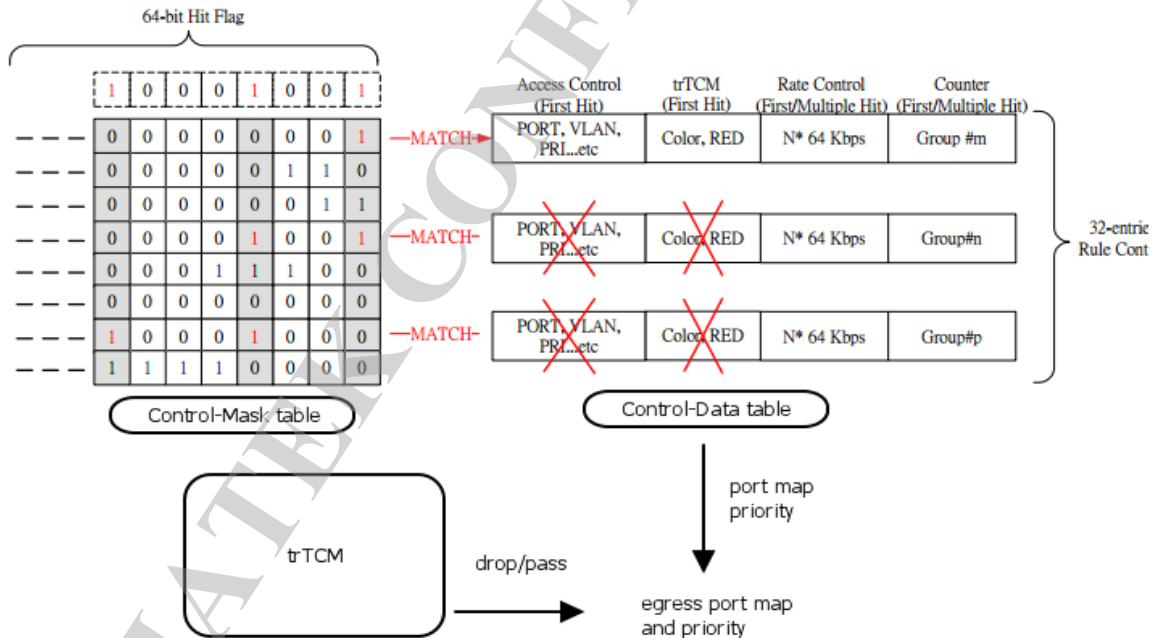 64-bit Hit Flag
1 0 0 0 1 0 0 1
Access Control
(First Hit)
trTCM
(First Hit)
Rate Control
(First/Multiple Hit)
Counter
(First/Multiple Hit)
0 0 0 0 0 0 0 1
MATCH
PORT, VLAN,
PRI...etc
Color, RED
N* 64 Kbps
Group #m
0 0 0 0 0 1 1 0
0 0 0 0 0 0 1 1
0 0 0 0 1 0 0 1
MATCH
PORT, VLAN,
PRI...etc
Color, RED
N* 64 Kbps
Group#n
32-entrie
Rule Cont
0 0 0 1 1 1 0 0
0 0 0 0 0 0 0 0
1 0 0 0 1 0 0 0
MATCH
PORT, VLAN,
PRI...etc
Color, RED
N* 64 Kbps
Group#p
1 1 1 1 0 0 0 0
Control-Mask table
Control-Data table
port map
priority
trTCM
drop/pass
egress port map
and priority
IATEK CONF